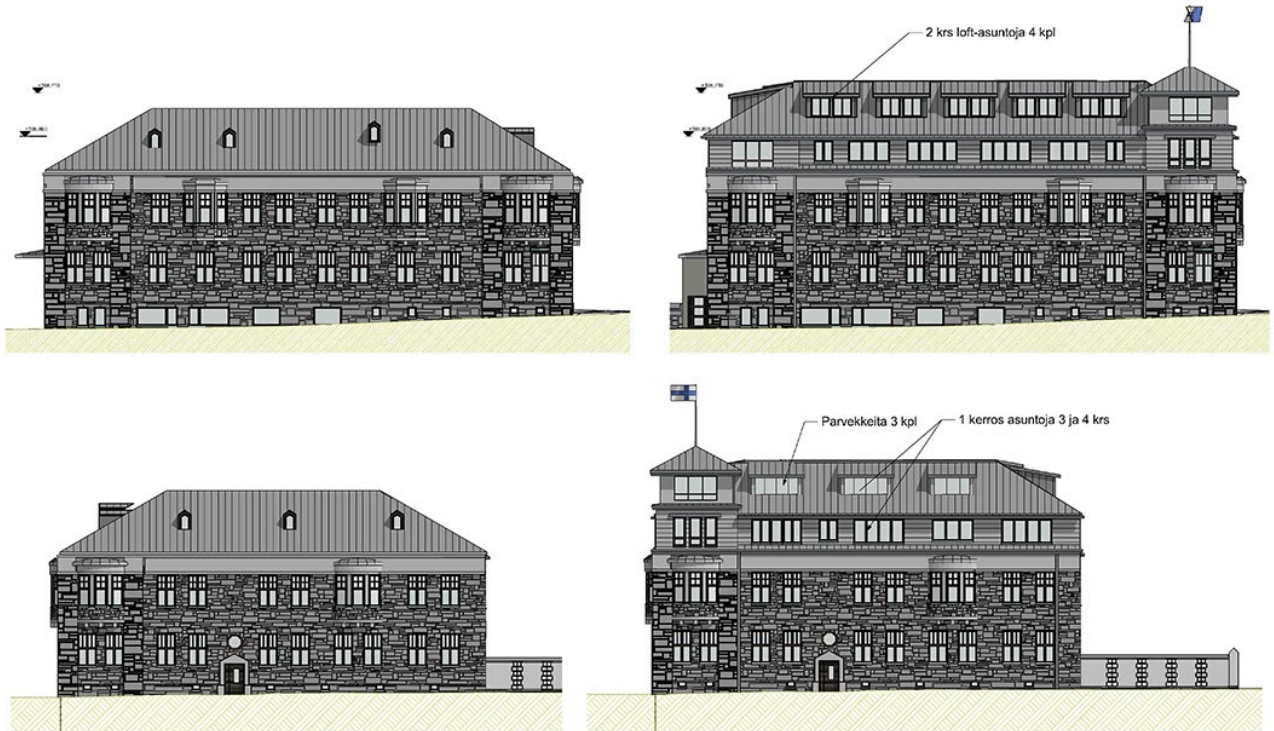 2 krs loft-asuntoja 4 kpl
Parvekkeita 3 kpl
1 kerros asuntoja 3 ja 4 krs